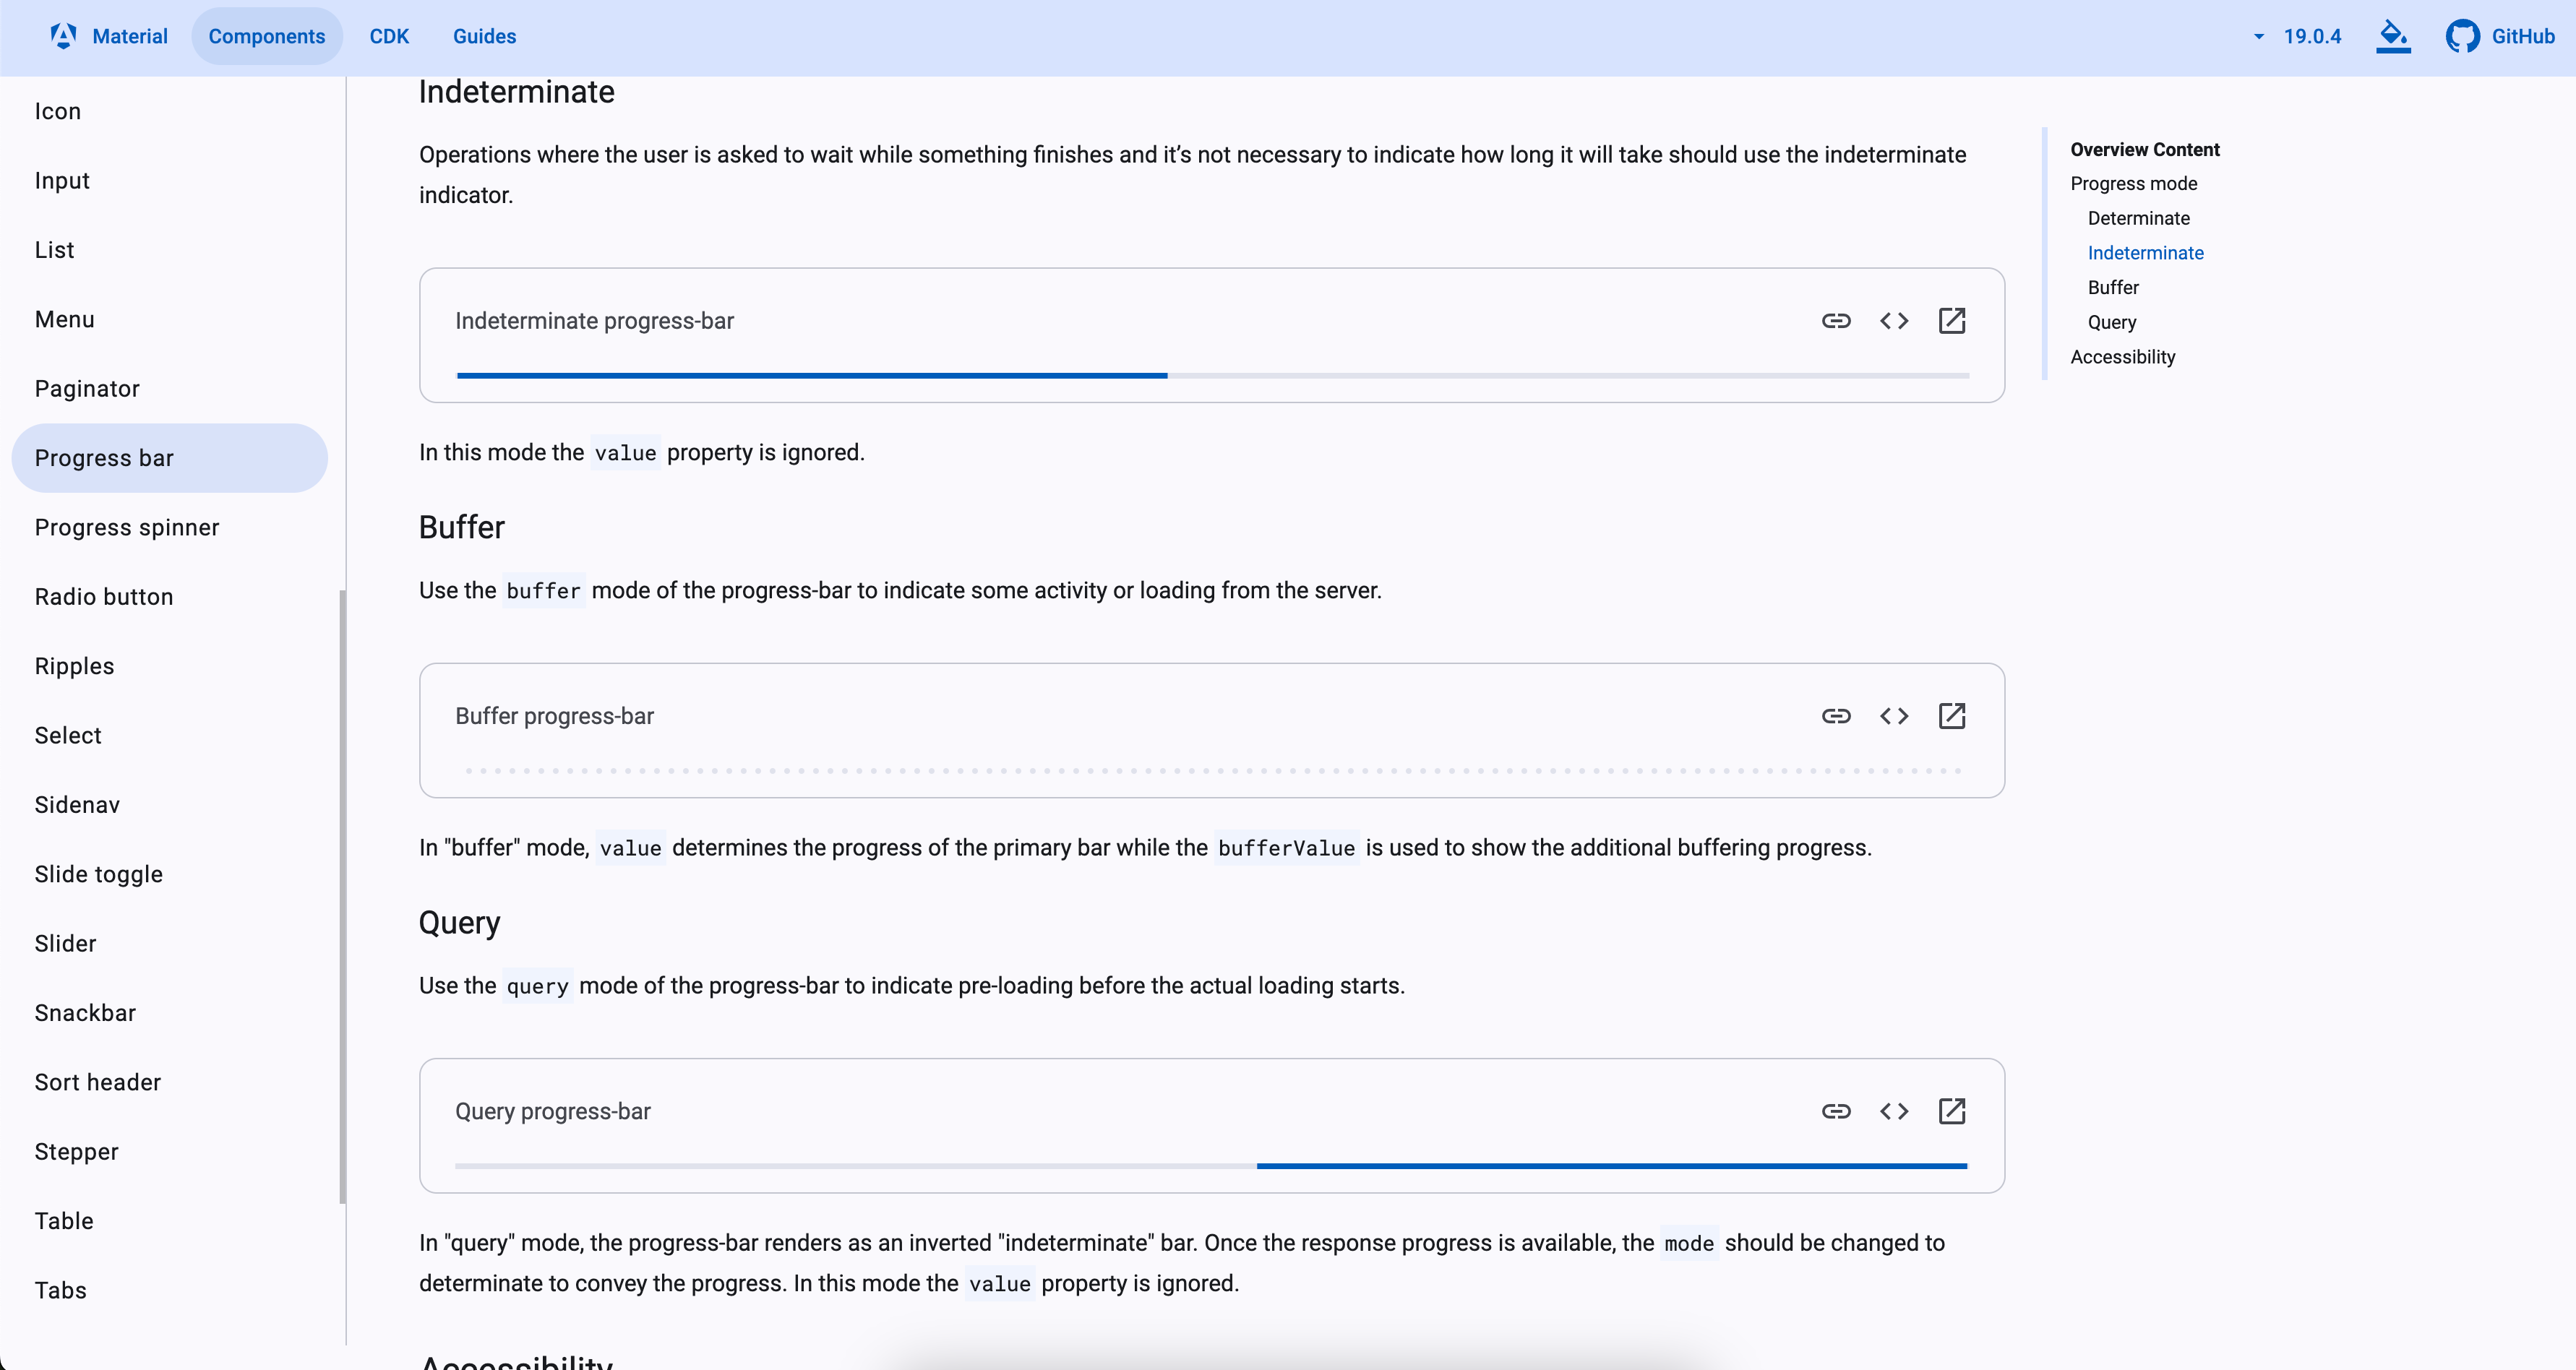 Material
Components
CDK
Guides
19.0.4
GitHub
Icon
Input
List
Menu
Paginator
Progress bar
Progress spinner
Radio button
Ripples
Select
Sidenav
Slide toggle
Slider
Snackbar
Sort header
Stepper
Table
Tabs
Indeterminate
Operations where the user is asked to wait while something finishes and it’s not necessary to indicate how long it will take should use the indeterminate
indicator.
Indeterminate progress-bar
In this mode the value property is ignored.
Buffer
Use the buffer mode of the progress-bar to indicate some activity or loading from the server.
Buffer progress-bar
In "buffer" mode, value determines the progress of the primary bar while the bufferValue is used to show the additional buffering progress.
Query
Use the query mode of the progress-bar to indicate pre-loading before the actual loading starts.
Query progress-bar
In "query" mode, the progress-bar renders as an inverted "indeterminate" bar. Once the response progress is available, the mode should be changed to
determinate to convey the progress. In this mode the value property is ignored.
Accessibility
Overview Content
Progress mode
Determinate
Indeterminate
Buffer
Query
Accessibility